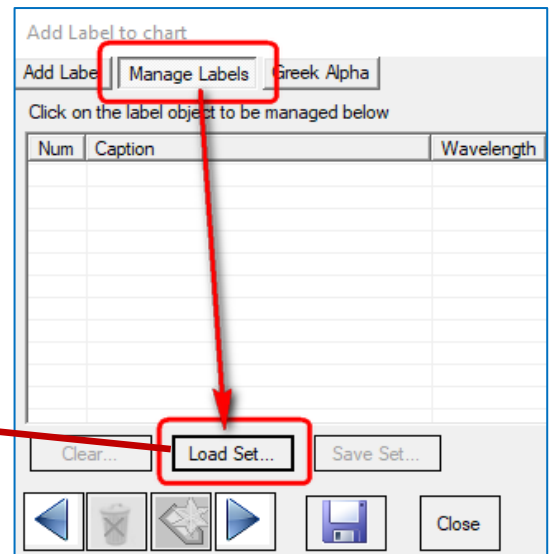 Add Label to chart
Add Label Manage Labels Greek Alpha
Click on the label object to be managed below
Num Caption Wavelength
Clear... Load Set... Save Set...
Close